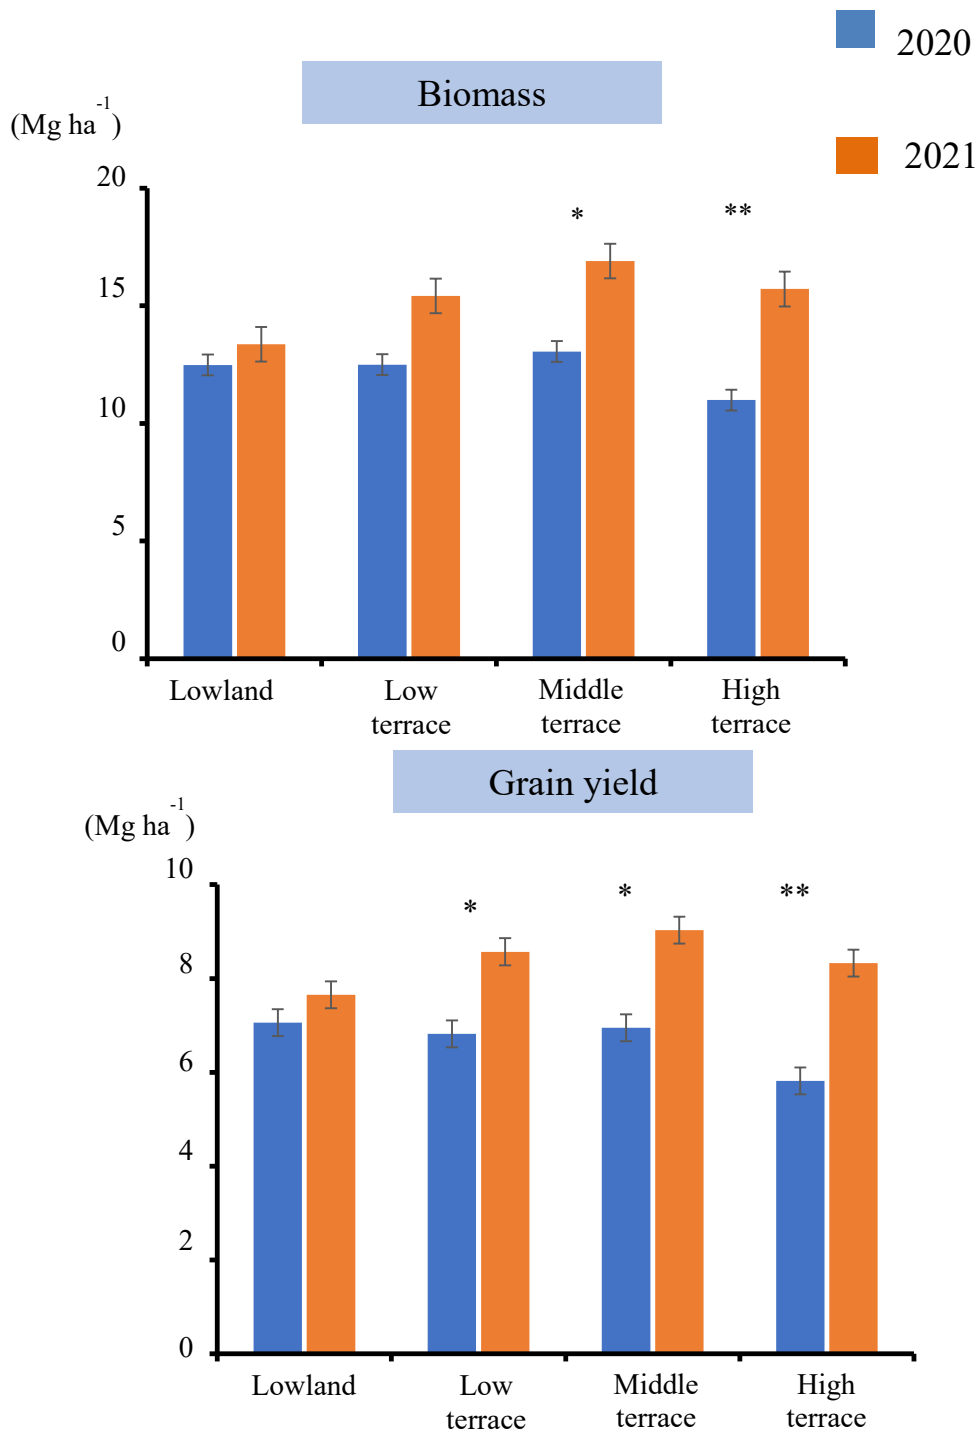 2020
Biomass
(Mg ha-1)
2021
20
* **
15
10
5
0
Lowland Low terrace Middle terrace High terrace
Grain yield
(Mg ha-1)
10
* * **
8
6
4
2
0
Lowland Low terrace Middle terrace High terrace